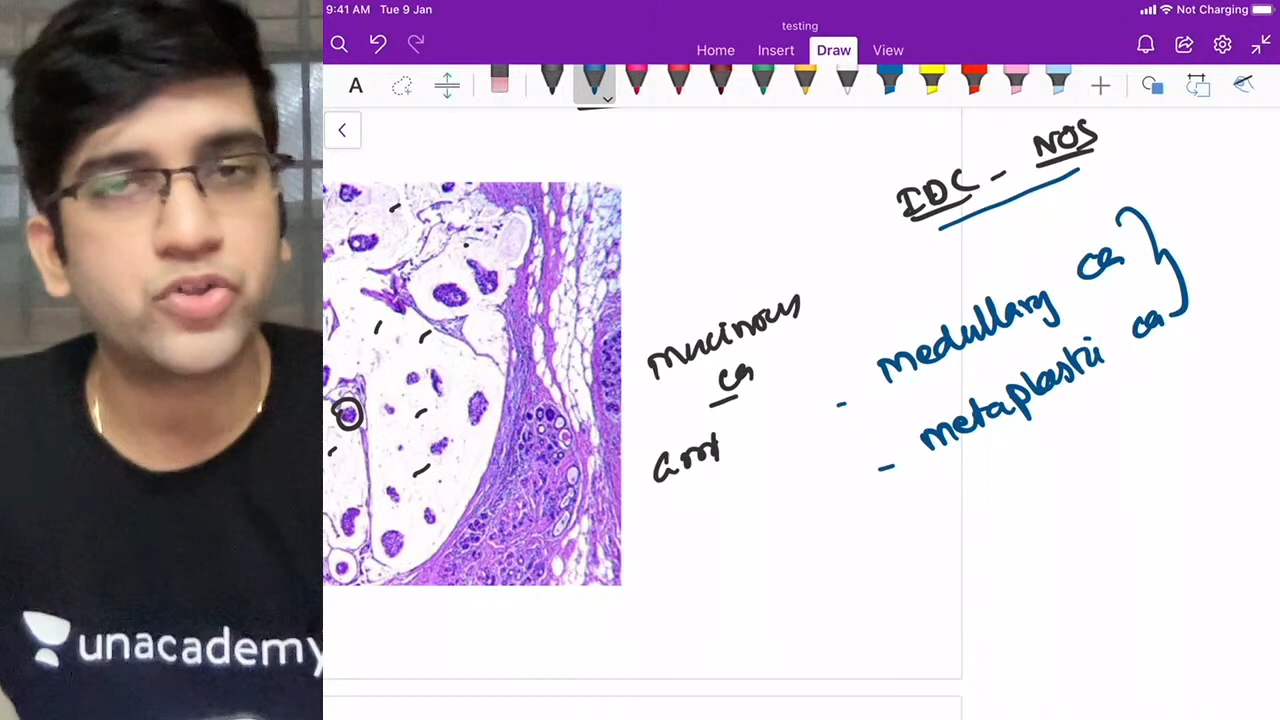 9:41 AM Tue 9 Jan
Not Charging
testing
Home Insert Draw View
A
IDC - NOS
Mucinous
ca
- Medullary ca
- metaplastic ca
unacademy